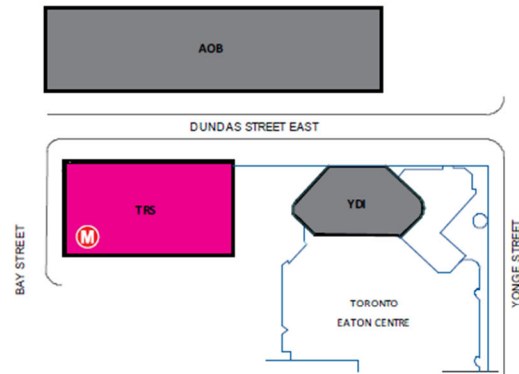 AOB
DUNDAS STREET EAST
TRS
YDI
M
BAY STREET
YONGE STREET
TORONTO
EATON CENTRE